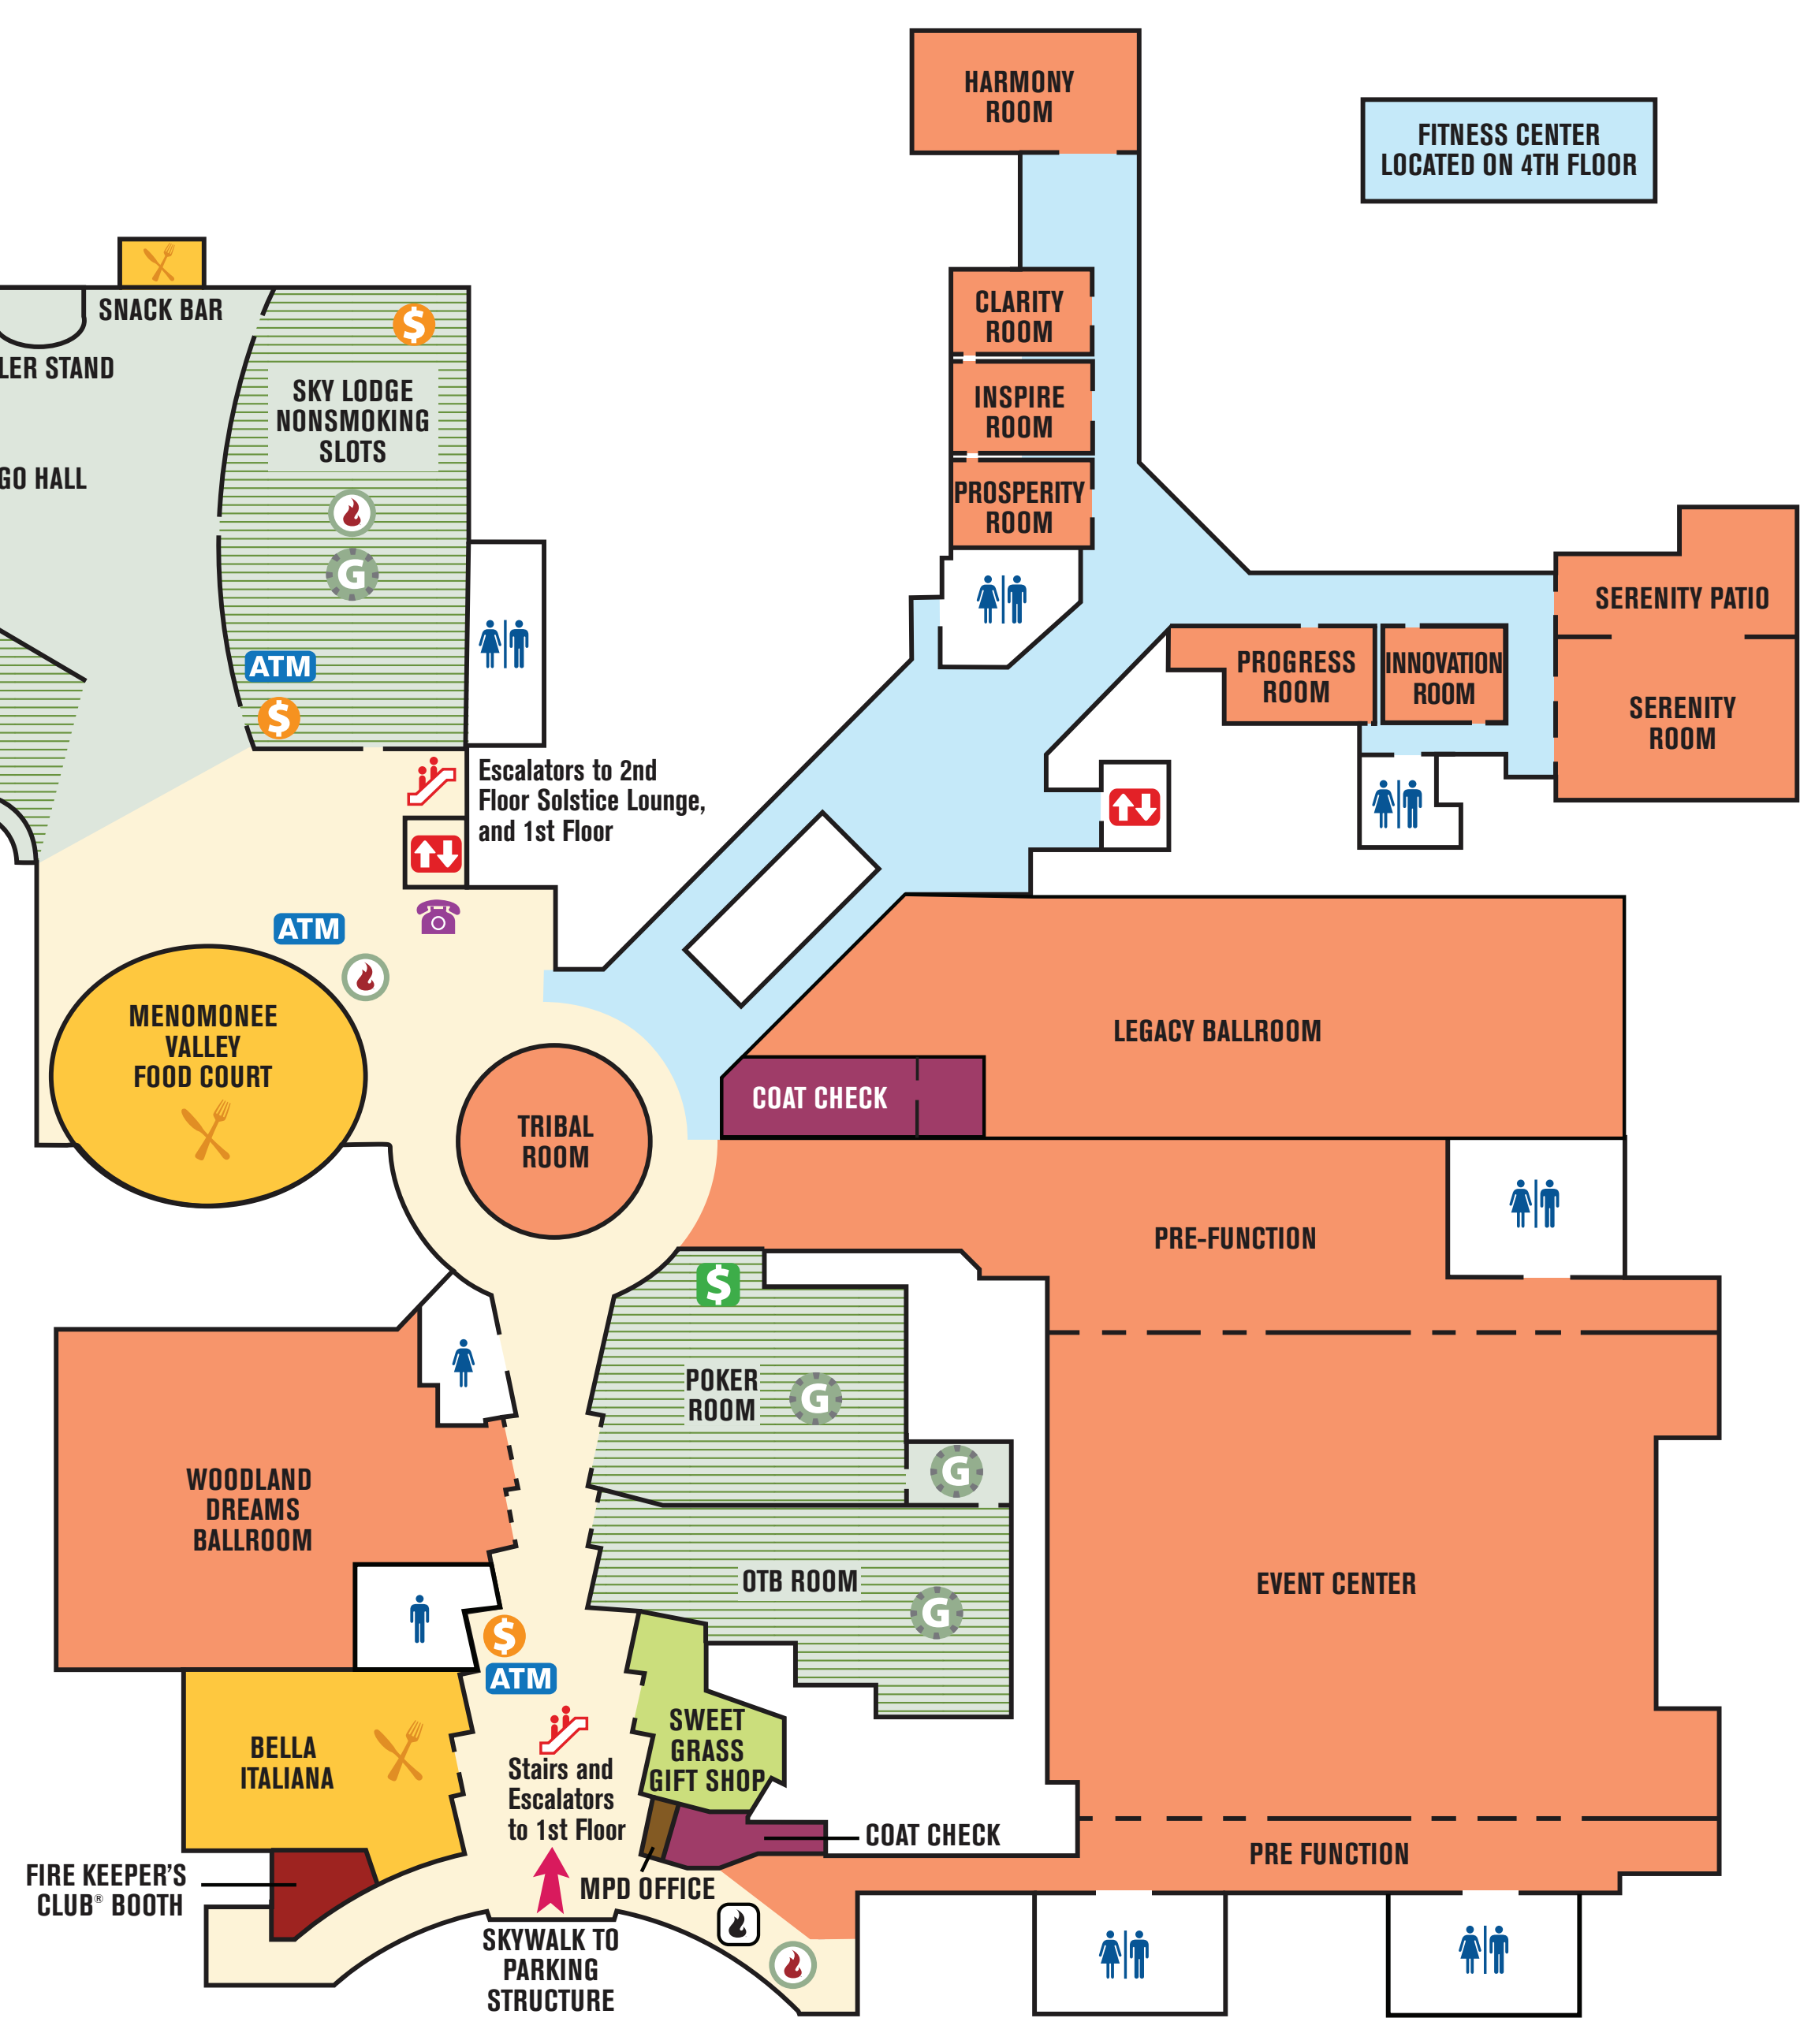 HARMONY
ROOM
FITNESS CENTER
LOCATED ON 4TH FLOOR
SNACK BAR
LER STAND
GO HALL
$
SKY LODGE
NONSMOKING
SLOTS
G
ATM
$
CLARITY
ROOM
INSPIRE
ROOM
PROSPERITY
ROOM
SERENITY PATIO
SERENITY
ROOM
PROGRESS
ROOM
INNOVATION
ROOM
Escalators to 2nd
Floor Solstice Lounge,
and 1st Floor
ATM
MENOMONEE
VALLEY
FOOD COURT
TRIBAL
ROOM
LEGACY BALLROOM
COAT CHECK
PRE-FUNCTION
$
POKER
ROOM
G
G
WOODLAND
DREAMS
BALLROOM
OTB ROOM
G
EVENT CENTER
$
ATM
SWEET
GRASS
GIFT SHOP
BELLA
ITALIANA
Stairs and
Escalators
to 1st Floor
COAT CHECK
PRE FUNCTION
FIRE KEEPER'S
CLUB® BOOTH
MPD OFFICE
SKYWALK TO
PARKING
STRUCTURE